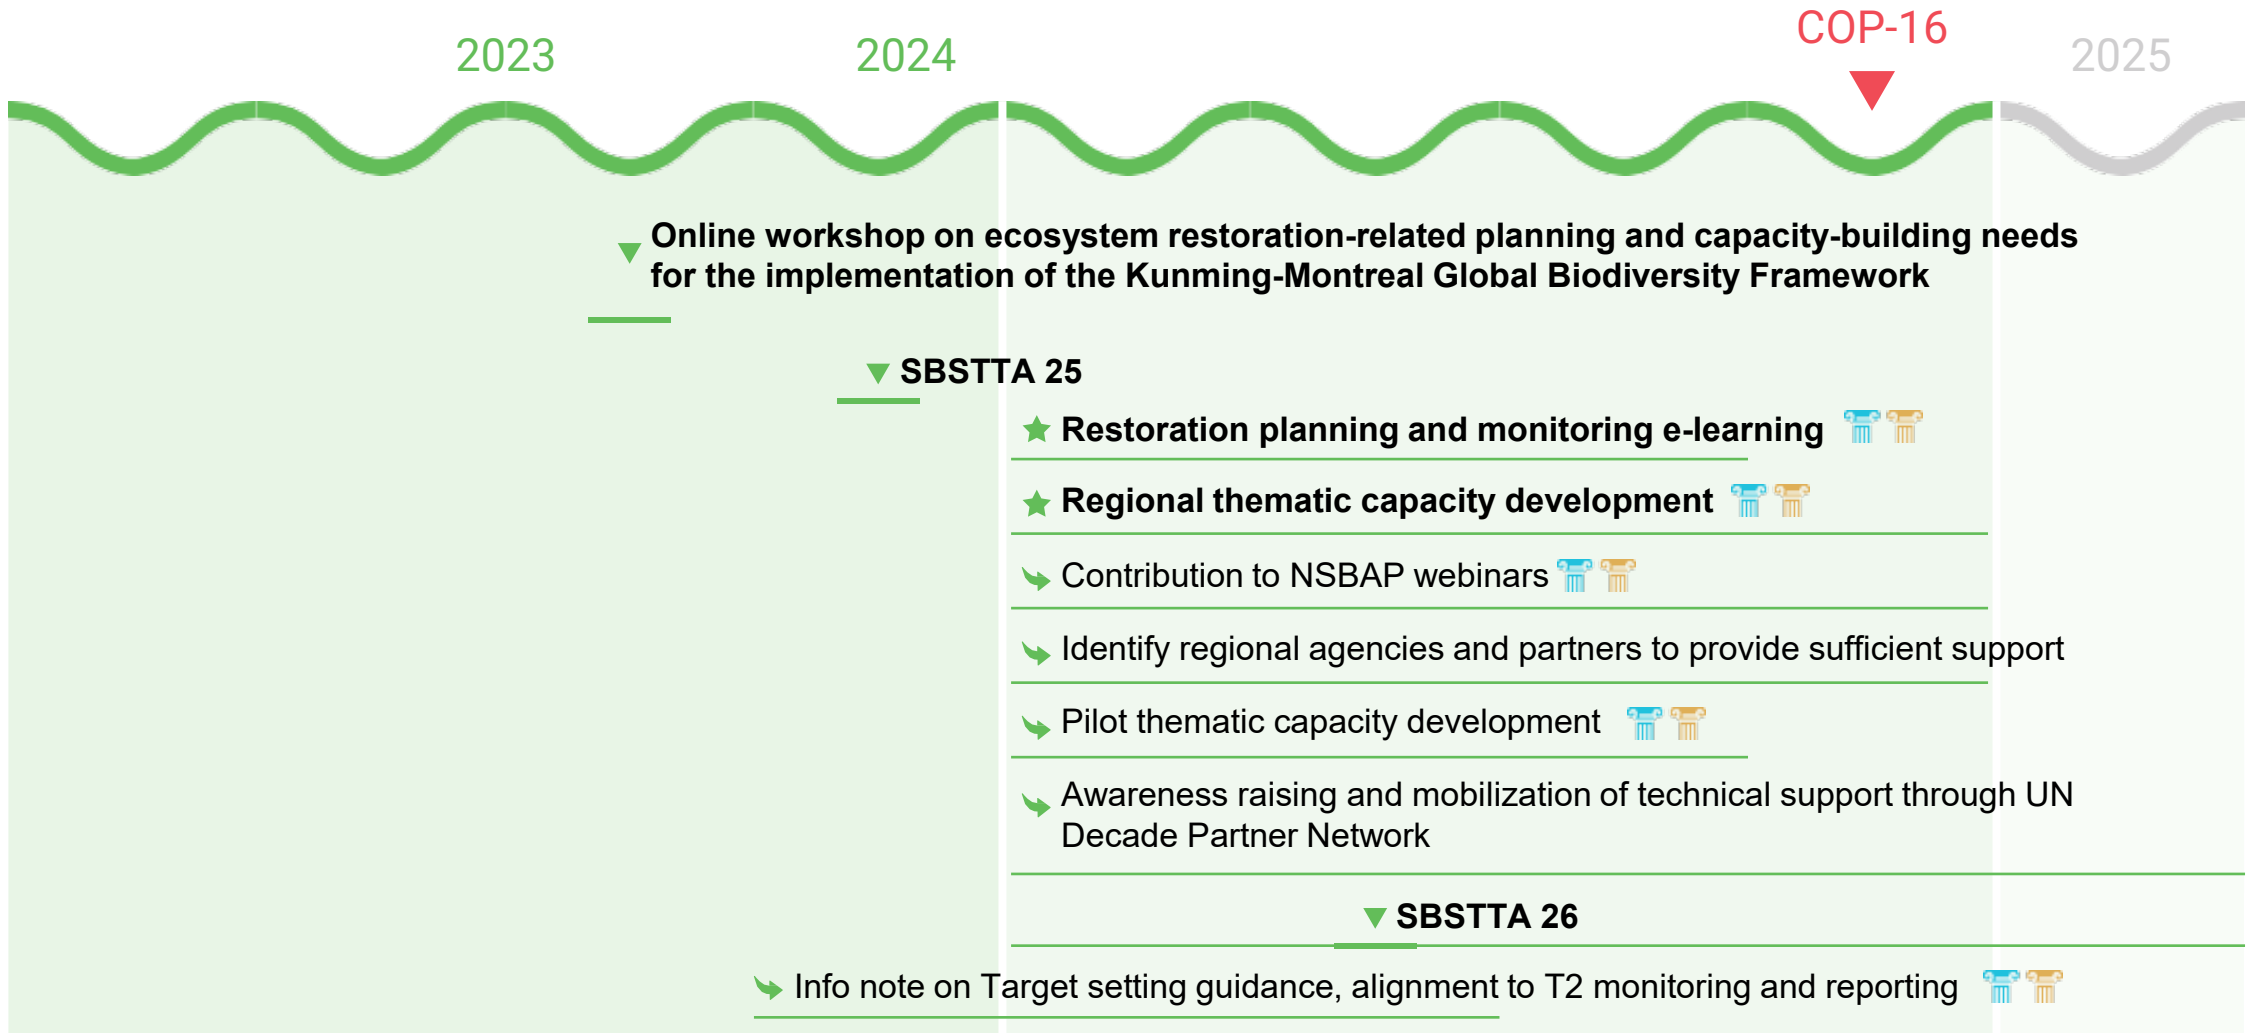 2023
2024
COP-16
2025
Online workshop on ecosystem restoration-related planning and capacity-building needs
for the implementation of the Kunming-Montreal Global Biodiversity Framework
SBSTTA 25
Restoration planning and monitoring e-learning
Regional thematic capacity development
Contribution to NSBAP webinars
Identify regional agencies and partners to provide sufficient support
Pilot thematic capacity development
Awareness raising and mobilization of technical support through UN
Decade Partner Network
SBSTTA 26
Info note on Target setting guidance, alignment to T2 monitoring and reporting